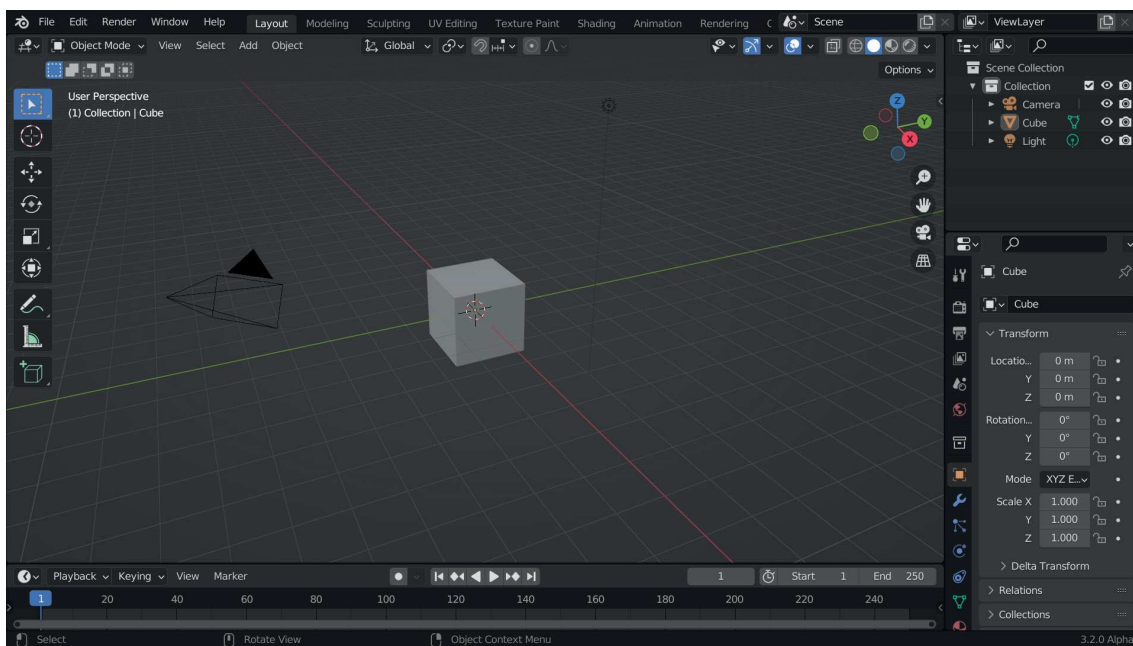 File Edit Render Window Help Layout Modeling Sculpting UV Editing Texture Paint Shading Animation Rendering C Scene ViewLayer
Object Mode View Select Add Object Global
Options
User Perspective
(1) Collection | Cube
Z
Y
X
Scene Collection
Collection
Camera
Cube
Light
Cube
Cube
Transform
Locatio... 0 m
Y 0 m
Z 0 m
Rotation... 0°
Y 0°
Z 0°
Mode XYZ E...
Scale X 1.000
Y 1.000
Z 1.000
Delta Transform
Relations
Collections
Playback Keying View Marker 1 Start 1 End 250
1 20 40 60 80 100 120 140 160 180 200 220 240
Select Rotate View Object Context Menu 3.2.0 Alpha